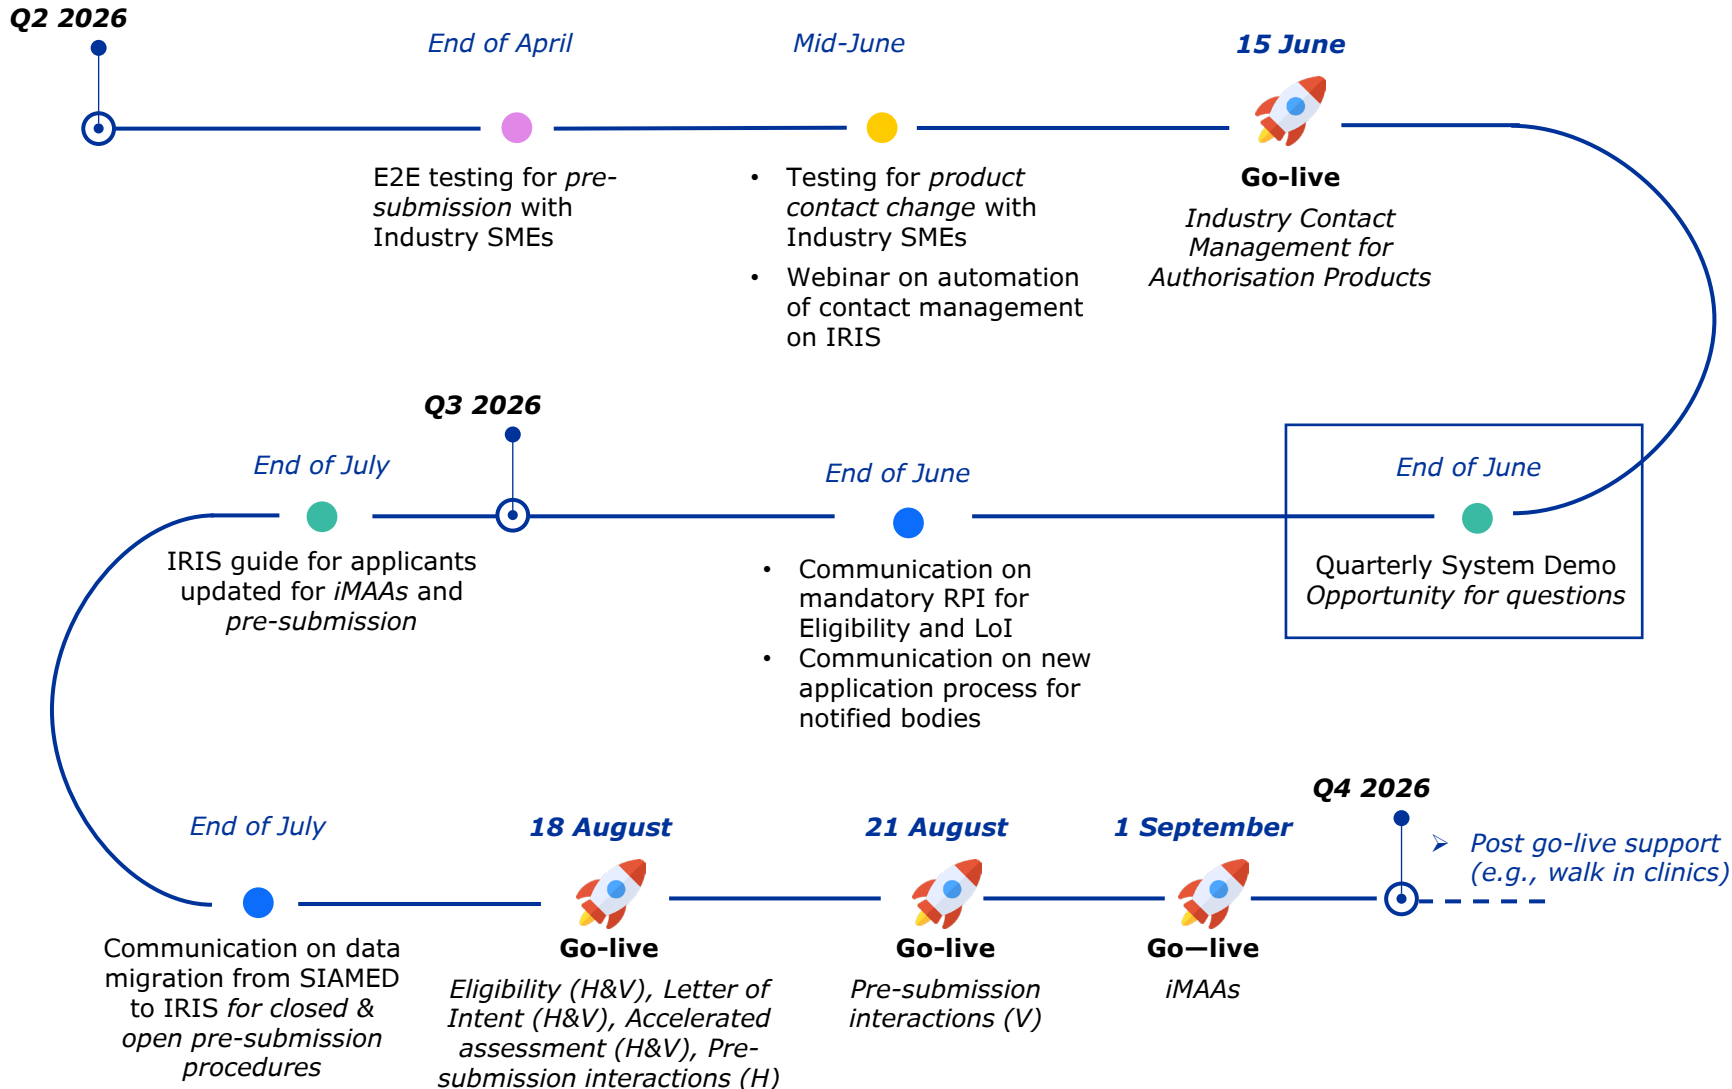 Q2 2026
End of April
Mid-June
15 June
E2E testing for pre-
submission with
Industry SMEs
• Testing for product
contact change with
Industry SMEs
• Webinar on automation
of contact management
on IRIS
Go-live
Industry Contact
Management for
Authorisation Products
End of June
Quarterly System Demo
Opportunity for questions
End of June
• Communication on
mandatory RPI for
Eligibility and LoI
• Communication on new
application process for
notified bodies
Q3 2026
End of July
IRIS guide for applicants
updated for iMAAs and
pre-submission
End of July
Communication on data
migration from SIAMED
to IRIS for closed &
open pre-submission
procedures
18 August
Go-live
Eligibility (H&V), Letter of
Intent (H&V), Accelerated
assessment (H&V), Pre-
submission interactions (H)
21 August
Go-live
Pre-submission
interactions (V)
1 September
Go—live
iMAAs
Q4 2026
➢ Post go-live support
(e.g., walk in clinics)